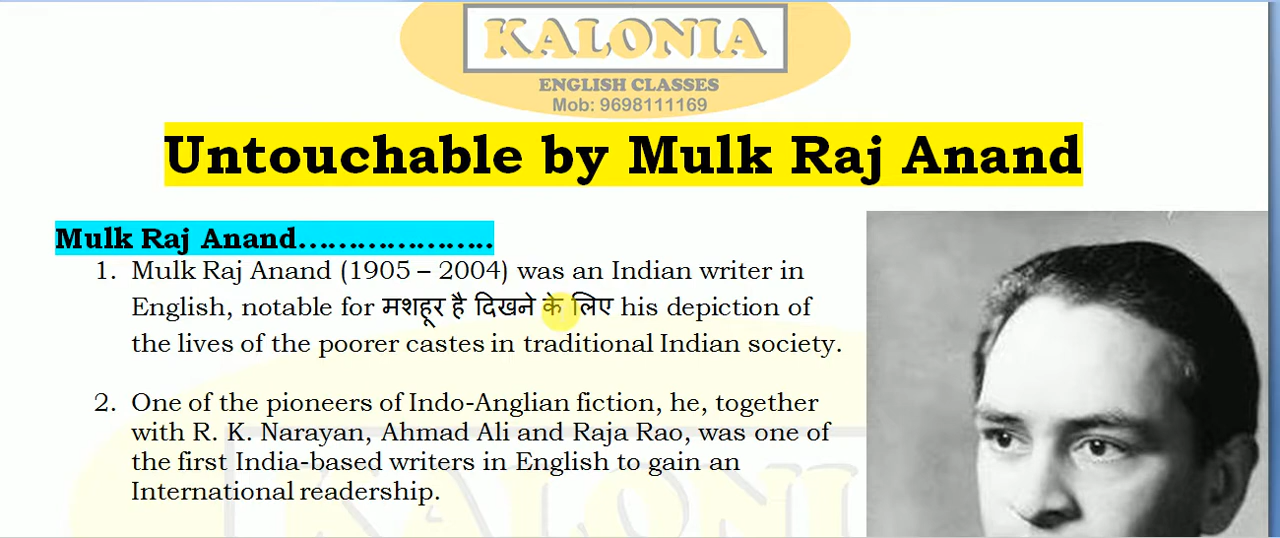 KALONIA
ENGLISH CLASSES
Mob: 9698111169
Untouchable by Mulk Raj Anand
Mulk Raj Anand....................
1. Mulk Raj Anand (1905 – 2004) was an Indian writer in
English, notable for मशहूर है दिखने के लिए his depiction of
the lives of the poorer castes in traditional Indian society.
2. One of the pioneers of Indo-Anglian fiction, he, together
with R. K. Narayan, Ahmad Ali and Raja Rao, was one of
the first India-based writers in English to gain an
International readership.
KALONIA